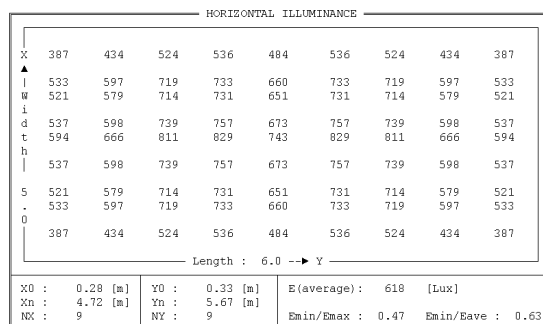 HORIZONTAL ILLUMINANCE
X 387 434 524 536 484 536 524 434 387
▲
| 533 597 719 733 660 733 719 597 533
W 521 579 714 731 651 731 714 579 521
i
d 537 598 739 757 673 757 739 598 537
t 594 666 811 829 743 829 811 666 594
h
| 537 598 739 757 673 757 739 598 537
5 521 579 714 731 651 731 714 579 521
. 533 597 719 733 660 733 719 597 533
0
387 434 524 536 484 536 524 434 387
Length : 6.0 --► Y
X0 : 0.28 [m] Y0 : 0.33 [m] E(average): 618 [Lux]
Xn : 4.72 [m] Yn : 5.67 [m]
NX : 9 NY : 9 Emin/Emax : 0.47 Emin/Eave : 0.63